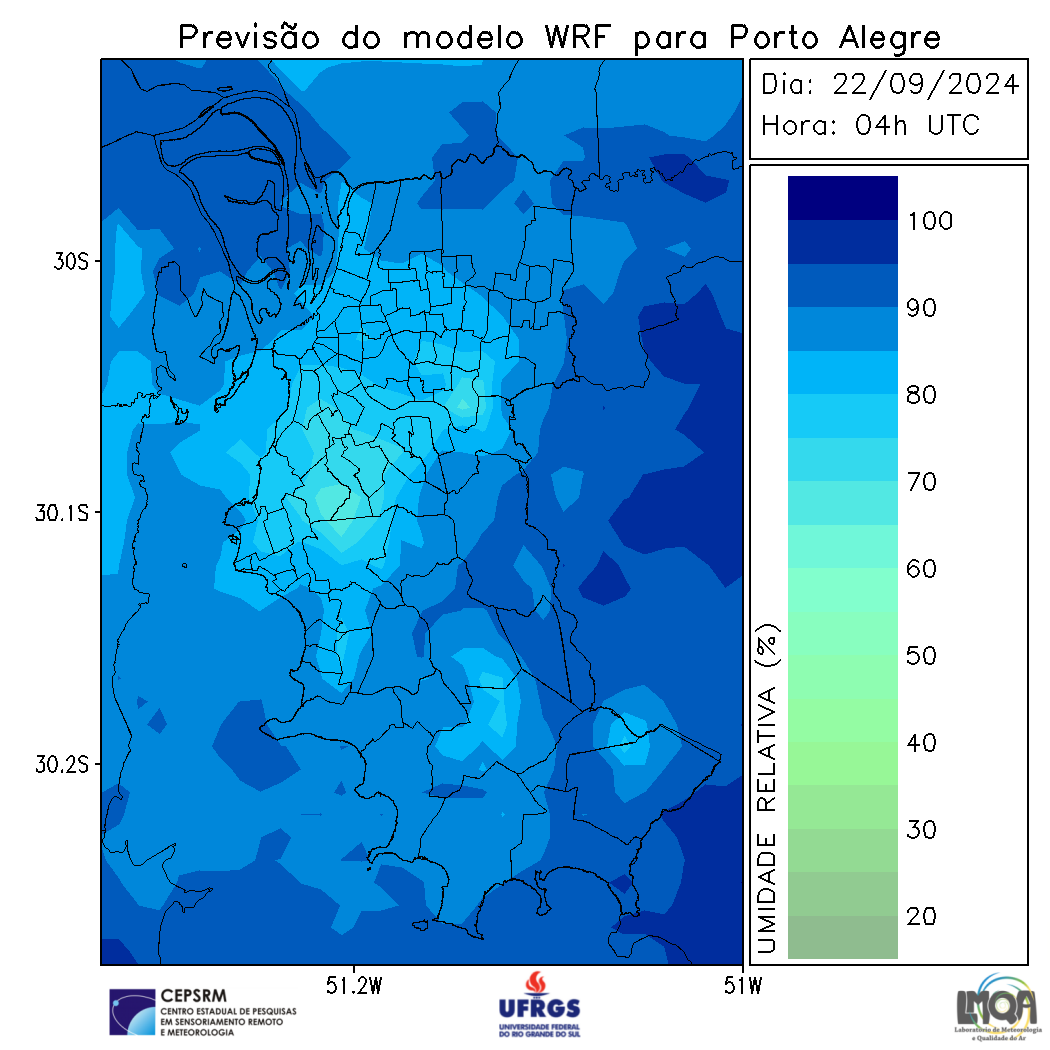 Previsão do modelo WRF para Porto Alegre
Dia: 22/09/2024
Hora: 04h UTC
30S
30.1S
30.2S
51.2W
51W
100
90
80
70
60
50
40
30
20
UMIDADE RELATIVA (%)
CEPSRM
CENTRO ESTADUAL DE PESQUISAS
EM SENSORIAMENTO REMOTO
E METEOROLOGIA
UFRGS
UNIVERSIDADE FEDERAL
DO RIO GRANDE DO SUL
LMQA
Laboratório de Meteorologia
e Qualidade do Ar